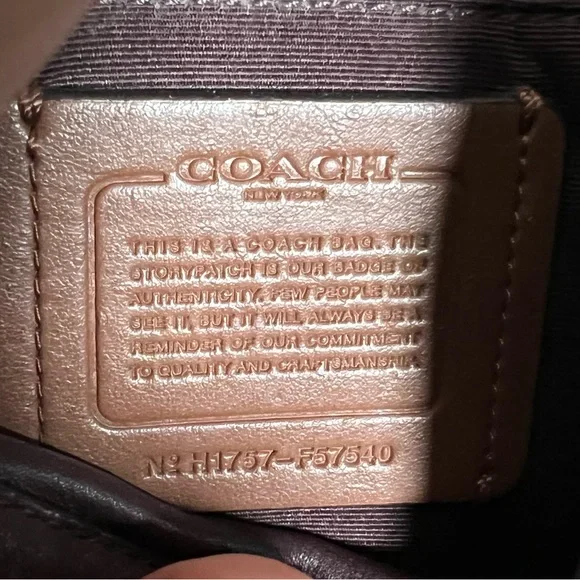 COACH
NEW YORK
THIS IS A COACH BAG. THE
STORYPATCH IS OUR BADGE OF
AUTHENTICITY. FEW PEOPLE MAY
SEE IT, BUT IT WILL ALWAYS BE A
REMINDER OF OUR COMMITMENT
TO QUALITY AND CRAFTSMANSHIP.
Nº H1757-F57540